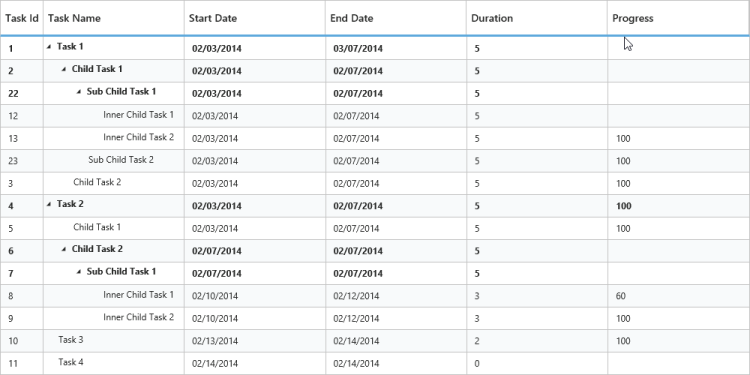 Task Id Task Name Start Date End Date Duration Progress
1 Task 1 02/03/2014 03/07/2014 5
2 Child Task 1 02/03/2014 02/07/2014 5
22 Sub Child Task 1 02/03/2014 02/07/2014 5
12 Inner Child Task 1 02/03/2014 02/07/2014 5
13 Inner Child Task 2 02/03/2014 02/07/2014 5 100
23 Sub Child Task 2 02/03/2014 02/07/2014 5 100
3 Child Task 2 02/03/2014 02/07/2014 5 100
4 Task 2 02/03/2014 02/07/2014 5 100
5 Child Task 1 02/03/2014 02/07/2014 5 100
6 Child Task 2 02/07/2014 02/07/2014 5
7 Sub Child Task 1 02/07/2014 02/07/2014 5
8 Inner Child Task 1 02/10/2014 02/12/2014 3 60
9 Inner Child Task 2 02/10/2014 02/12/2014 3 100
10 Task 3 02/13/2014 02/14/2014 2 100
11 Task 4 02/14/2014 02/14/2014 0